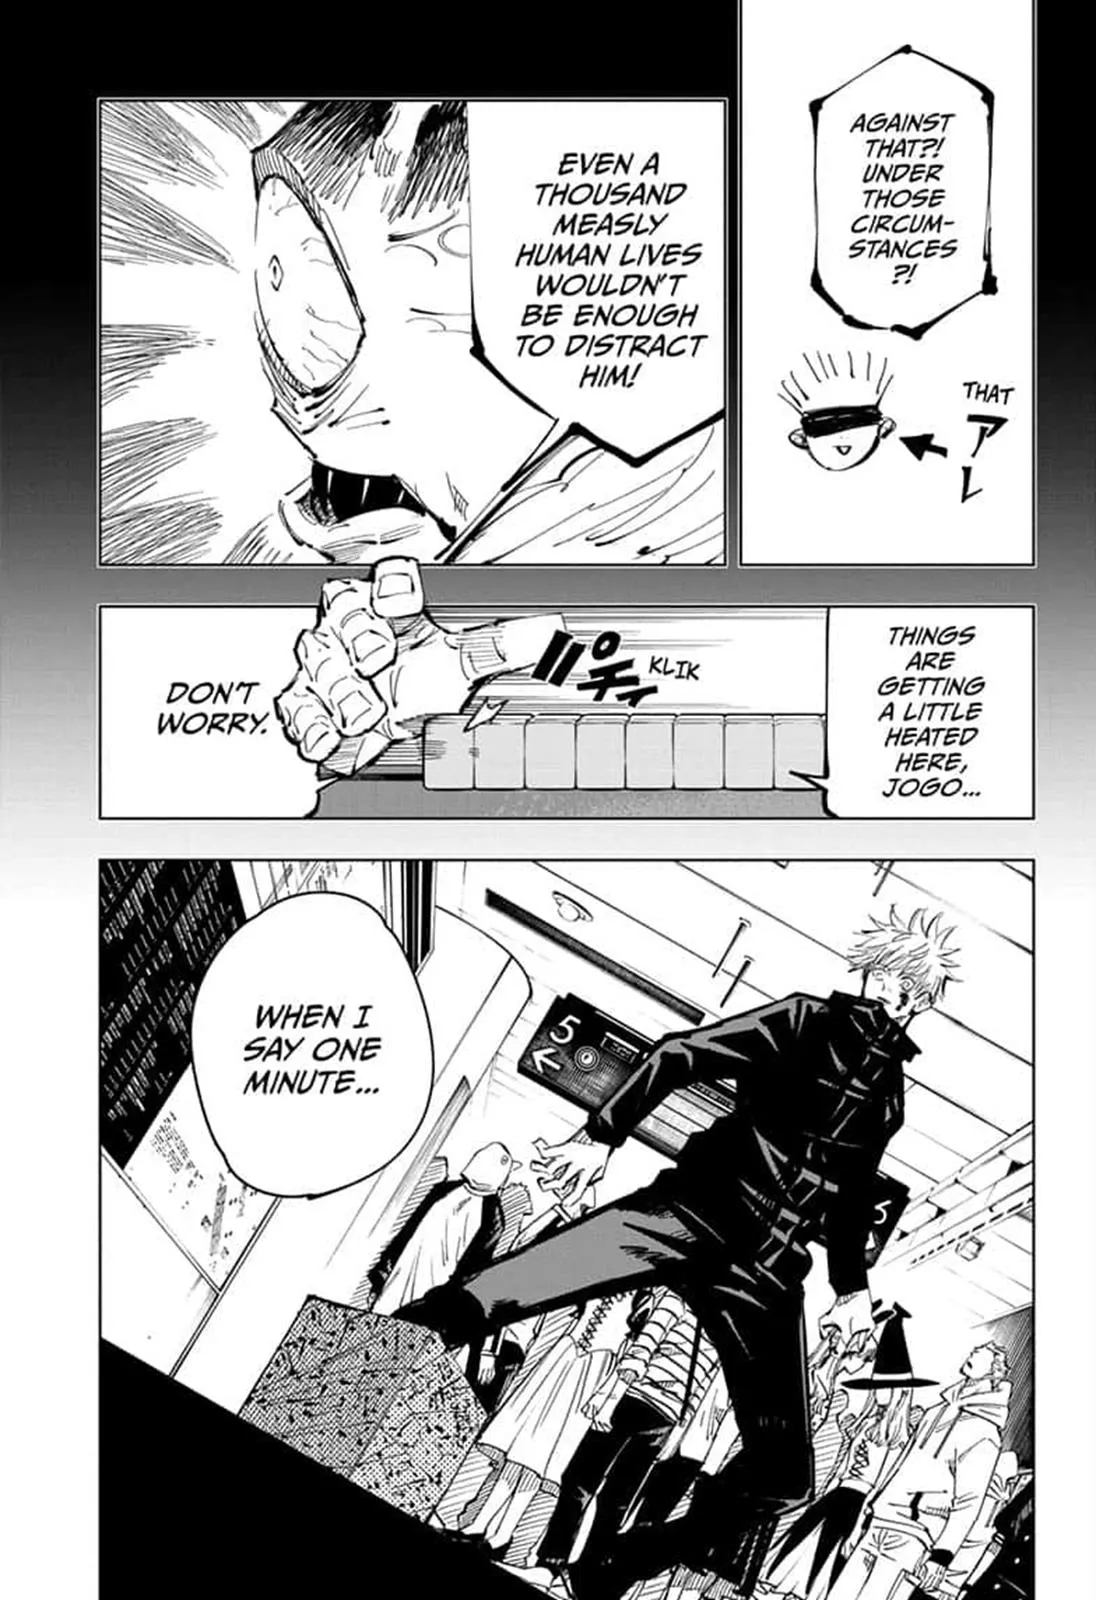 AGAINST
THAT?!
UNDER
THOSE
CIRCUM-
STANCES
?!
THAT
アレ
EVEN A
THOUSAND
MEASLY
HUMAN LIVES
WOULDN'T
BE ENOUGH
TO DISTRACT
HIM!
THINGS
ARE
GETTING
A LITTLE
HEATED
HERE,
JOGO...
パチィ
KLIK
DON'T
WORRY.
WHEN I
SAY ONE
MINUTE...
5
5